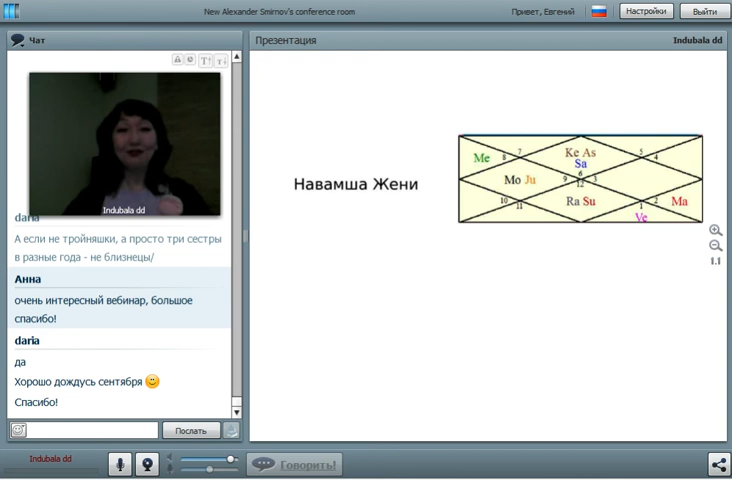 New Alexander Smirnov's conference room
Привет, Евгений
Настройки
Выйти
Чат
Презентация
Indubala dd
T↑
T↓
Indubala dd
daria
А если не тройняшки, а просто три сестры
в разные года - не близнецы/
Анна
очень интересный вебинар, большое
спасибо!
daria
да
Хорошо дождусь сентября
Спасибо!
Послать
Навамша Жени
Me
8
7
Ke As
Sa
5
4
Mo Ju
6
9
3
12
10
11
Ra Su
1
2
Ma
Ve
1:1
Indubala dd
Говорить!